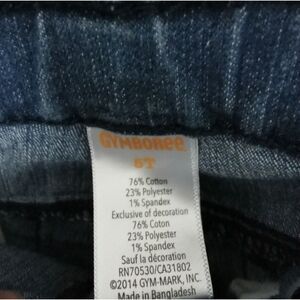 GYMBOREE
5T
76% Cotton
23% Polyester
1% Spandex
Exclusive of decoration
76% Coton
23% Polyester
1% Spandex
Sauf la décoration
RN70530/CA31802
©2014 GYM-MARK, INC.
Made in Bangladesh